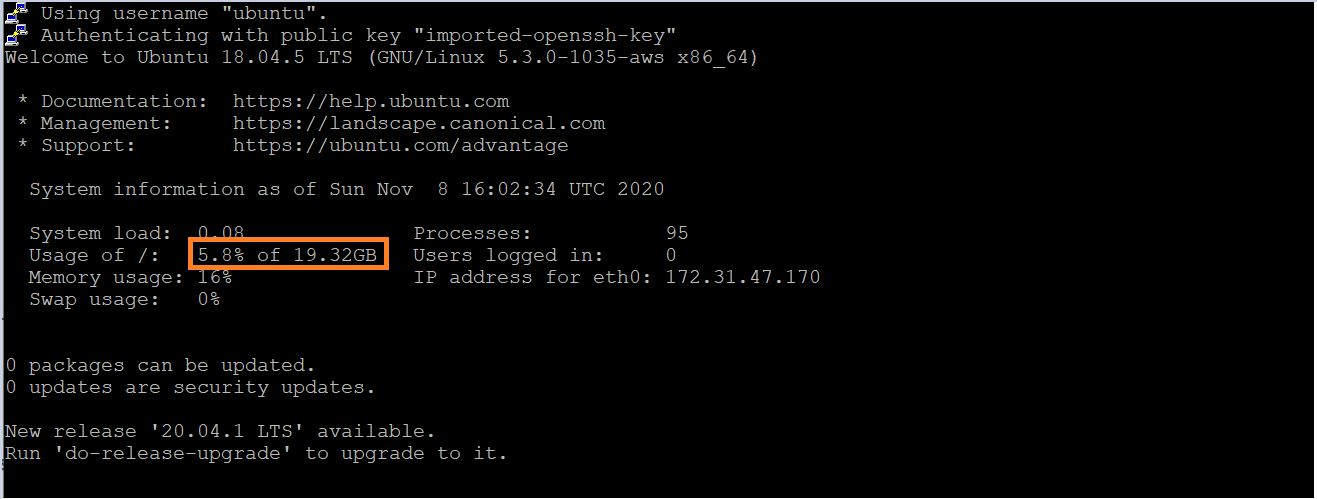 Using username "ubuntu".
Authenticating with public key "imported-openssh-key"
Welcome to Ubuntu 18.04.5 LTS (GNU/Linux 5.3.0-1035-aws x86_64)
* Documentation: https://help.ubuntu.com
* Management: https://landscape.canonical.com
* Support: https://ubuntu.com/advantage
System information as of Sun Nov 8 16:02:34 UTC 2020
System load: 0.08 Processes: 95
Usage of /: 5.8% of 19.32GB Users logged in: 0
Memory usage: 16% IP address for eth0: 172.31.47.170
Swap usage: 0%
0 packages can be updated.
0 updates are security updates.
New release '20.04.1 LTS' available.
Run 'do-release-upgrade' to upgrade to it.